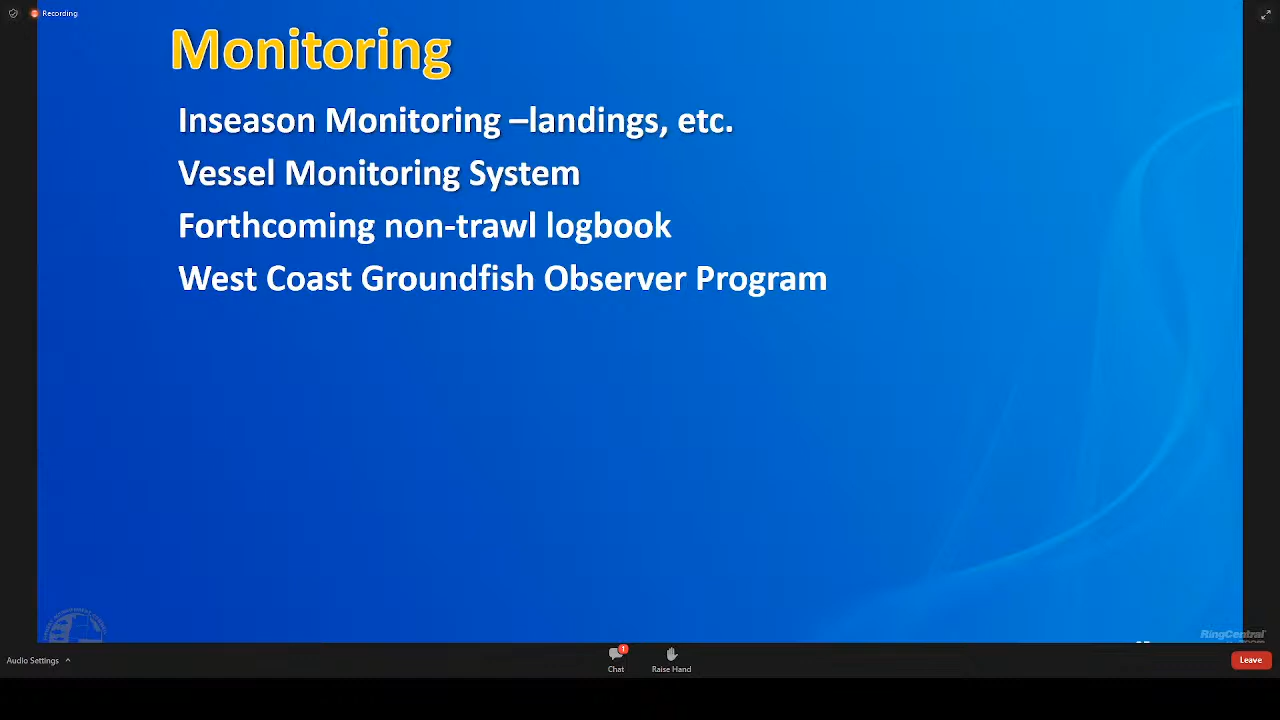 Recording
Monitoring
Inseason Monitoring –landings, etc.
Vessel Monitoring System
Forthcoming non-trawl logbook
West Coast Groundfish Observer Program
RingCentral
Audio Settings
1
Chat
Raise Hand
Leave